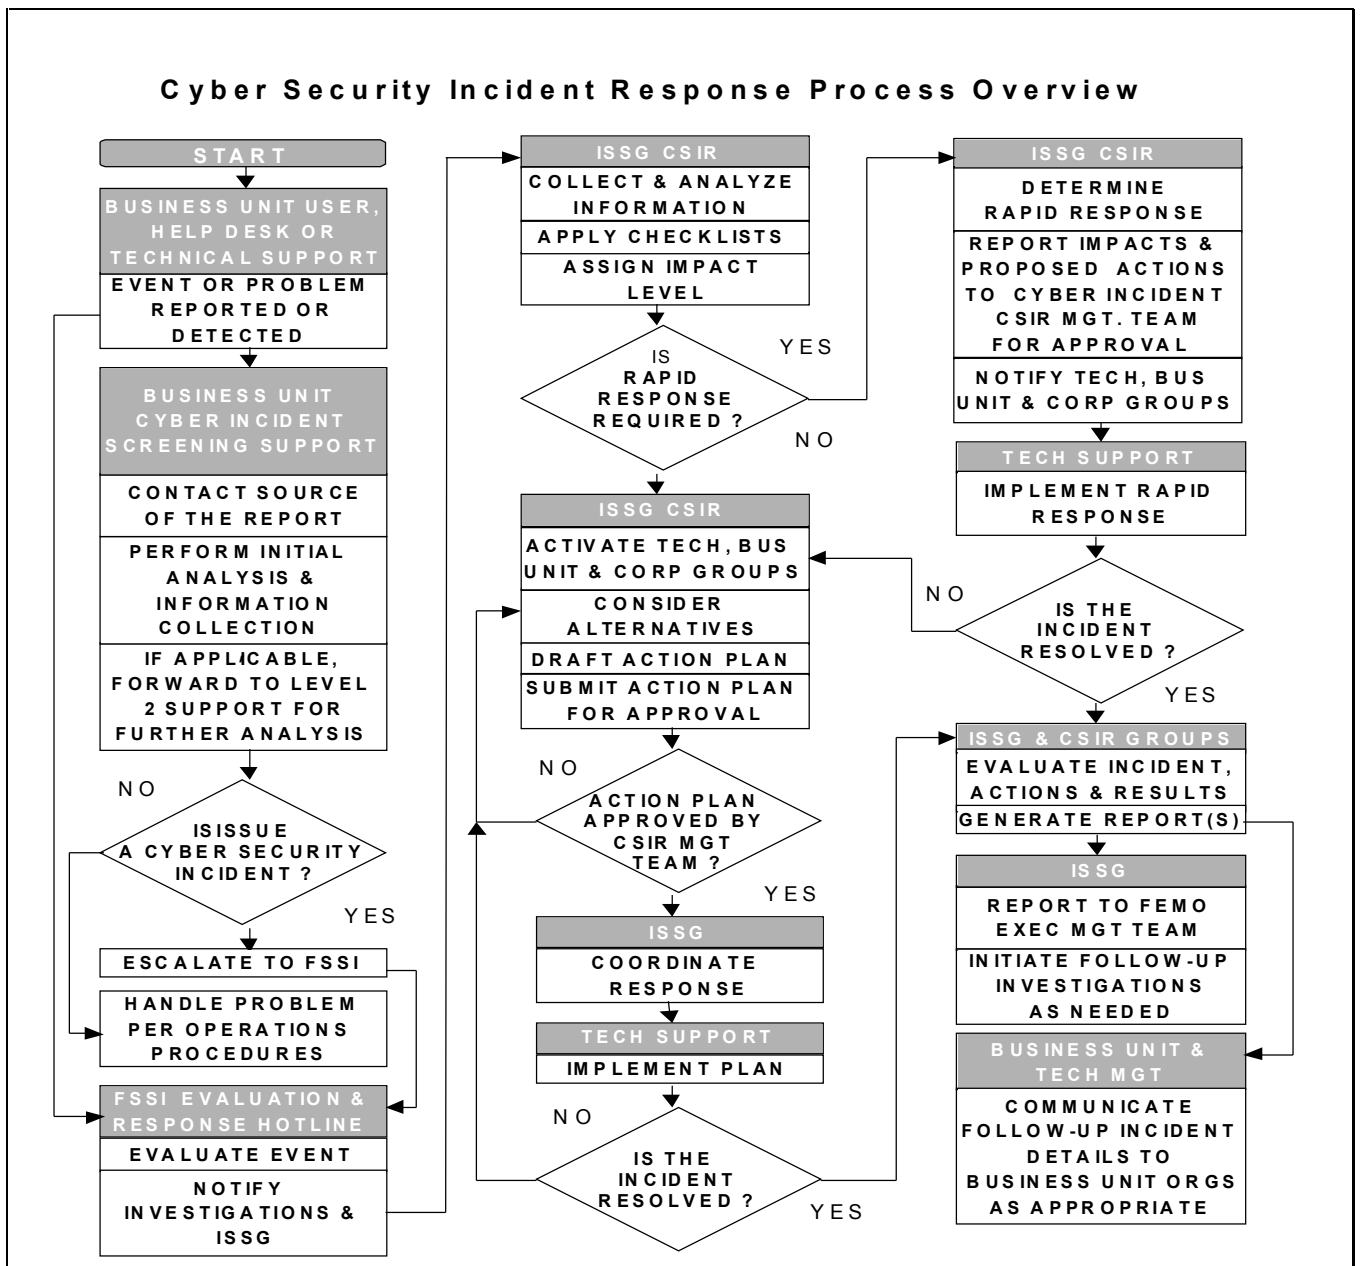 Cyber Security Incident Response Process Overview
START
BUSINESS UNIT USER,
HELP DESK OR
TECHNICAL SUPPORT
EVENT OR PROBLEM
REPORTED OR
DETECTED
BUSINESS UNIT
CYBER INCIDENT
SCREENING SUPPORT
CONTACT SOURCE
OF THE REPORT
PERFORM INITIAL
ANALYSIS &
INFORMATION
COLLECTION
IF APPLICABLE,
FORWARD TO LEVEL
2 SUPPORT FOR
FURTHER ANALYSIS
NO
IS ISSUE
A CYBER SECURITY
INCIDENT ?
YES
ESCALATE TO FSSI
HANDLE PROBLEM
PER OPERATIONS
PROCEDURES
FSSI EVALUATION &
RESPONSE HOTLINE
EVALUATE EVENT
NOTIFY
INVESTIGATIONS &
ISSG
ISSG CSIR
COLLECT & ANALYZE
INFORMATION
APPLY CHECKLISTS
ASSIGN IMPACT
LEVEL
YES
IS
RAPID
RESPONSE
REQUIRED ?
NO
ISSG CSIR
ACTIVATE TECH, BUS
UNIT & CORP GROUPS
CONSIDER
ALTERNATIVES
DRAFT ACTION PLAN
SUBMIT ACTION PLAN
FOR APPROVAL
NO
ACTION PLAN
APPROVED BY
CSIR MGT
TEAM ?
YES
ISSG
COORDINATE
RESPONSE
TECH SUPPORT
IMPLEMENT PLAN
NO
IS THE
INCIDENT
RESOLVED ?
YES
ISSG CSIR
DETERMINE
RAPID RESPONSE
REPORT IMPACTS &
PROPOSED ACTIONS
TO CYBER INCIDENT
CSIR MGT. TEAM
FOR APPROVAL
NOTIFY TECH, BUS
UNIT & CORP GROUPS
TECH SUPPORT
IMPLEMENT RAPID
RESPONSE
NO
IS THE
INCIDENT
RESOLVED ?
YES
ISSG & CSIR GROUPS
EVALUATE INCIDENT,
ACTIONS & RESULTS
GENERATE REPORT(S)
ISSG
REPORT TO FEMO
EXEC MGT TEAM
INITIATE FOLLOW-UP
INVESTIGATIONS
AS NEEDED
BUSINESS UNIT &
TECH MGT
COMMUNICATE
FOLLOW-UP INCIDENT
DETAILS TO
BUSINESS UNIT ORGS
AS APPROPRIATE